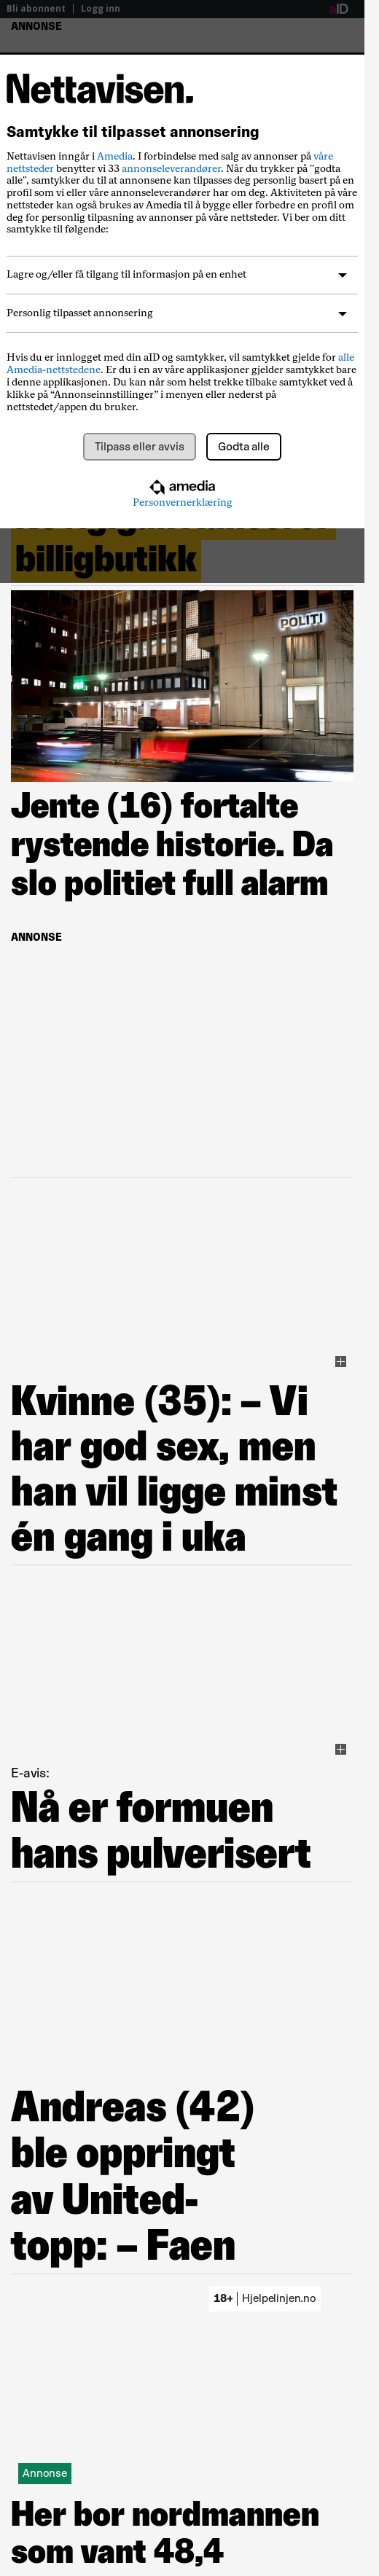 Bli abonnent | Logg inn
aID
ANNONSE
Nettavisen.
Samtykke til tilpasset annonsering
Nettavisen inngår i Amedia. I forbindelse med salg av annonser på våre
nettsteder benytter vi 33 annonseleverandører. Når du trykker på "godta
alle", samtykker du til at annonsene kan tilpasses deg personlig basert på en
profil som vi eller våre annonseleverandører har om deg. Aktiviteten på våre
nettsteder kan også brukes av Amedia til å bygge eller forbedre en profil om
deg for personlig tilpasning av annonser på våre nettsteder. Vi ber om ditt
samtykke til følgende:
Lagre og/eller få tilgang til informasjon på en enhet
Personlig tilpasset annonsering
Hvis du er innlogget med din aID og samtykker, vil samtykket gjelde for alle
Amedia-nettstedene. Er du i en av våre applikasjoner gjelder samtykket bare
i denne applikasjonen. Du kan når som helst trekke tilbake samtykket ved å
klikke på “Annonseinnstillinger” i menyen eller nederst på
nettstedet/appen du bruker.
Tilpass eller avvis
Godta alle
amedia
Personvernerklæring
billigbutikk
POLITI
Jente (16) fortalte
rystende historie. Da
slo politiet full alarm
ANNONSE
Kvinne (35): – Vi
har god sex, men
han vil ligge minst
én gang i uka
E-avis:
Nå er formuen
hans pulverisert
Andreas (42)
ble oppringt
av United-
topp: – Faen
18+ | Hjelpelinjen.no
Annonse
Her bor nordmannen
som vant 48,4